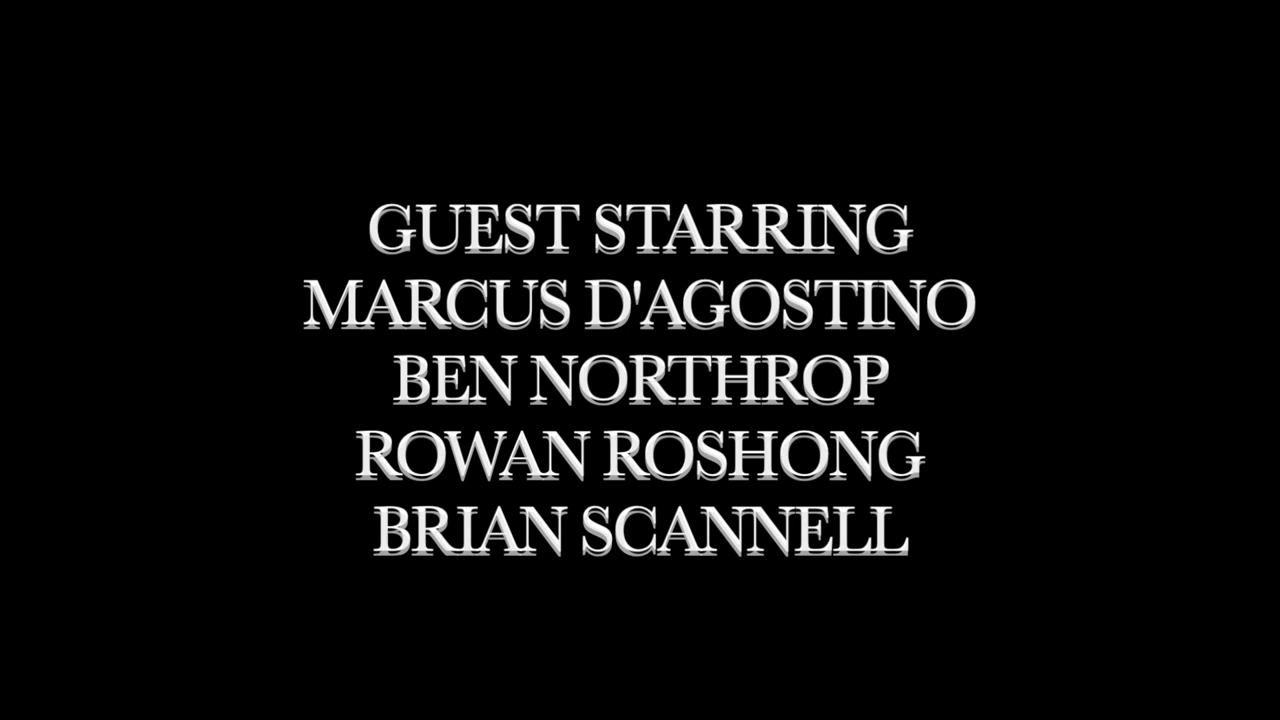 GUEST STARRING
MARCUS D'AGOSTINO
BEN NORTHROP
ROWAN ROSHONG
BRIAN SCANNELL